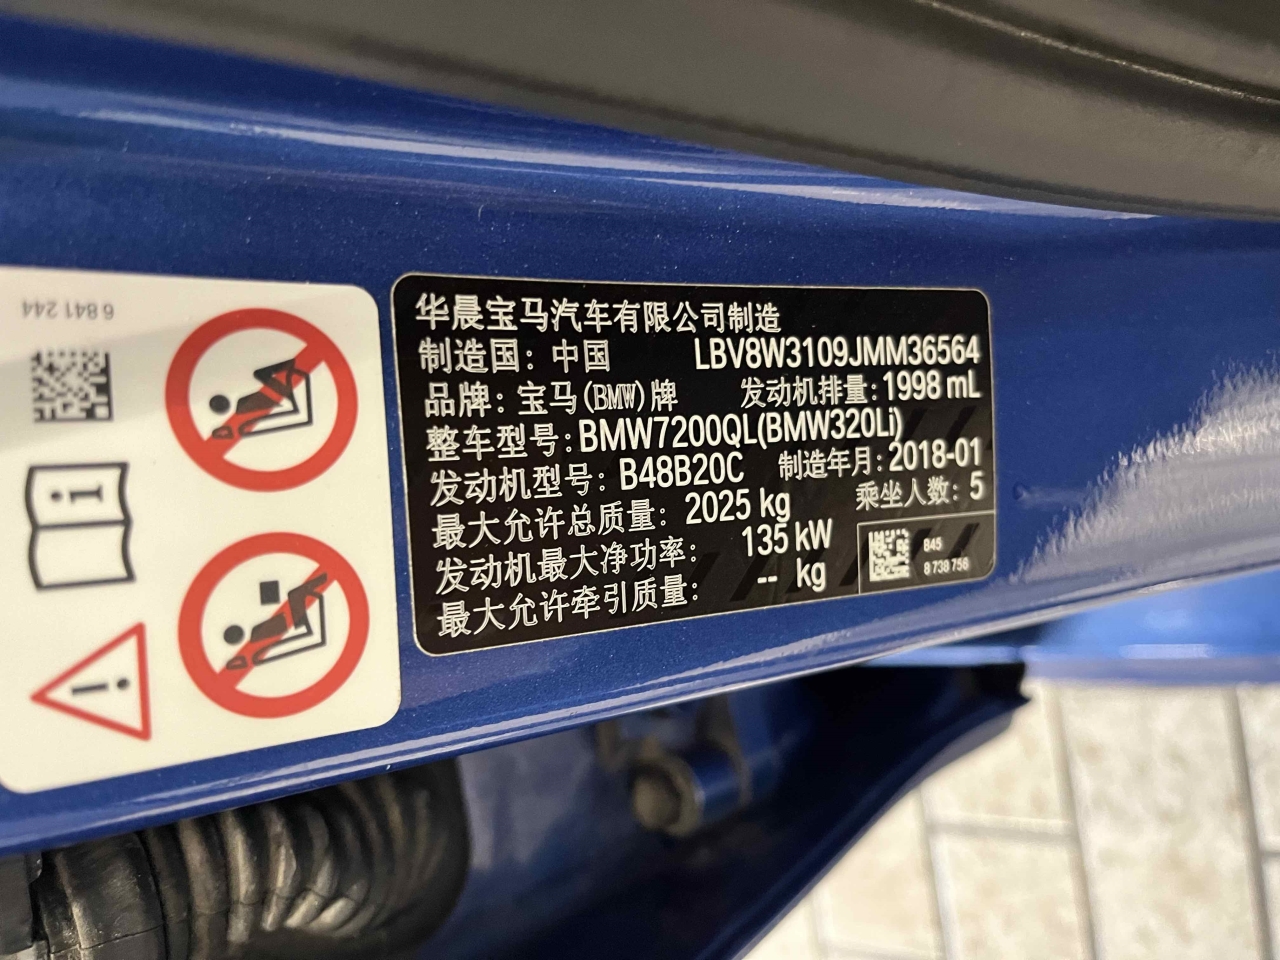 6 841 244
华晨宝马汽车有限公司制造
制造国：中国 LBV8W3109JMM36564
品牌：宝马(BMW)牌 发动机排量：1998 mL
整车型号：BMW7200QL(BMW320Li)
发动机型号：B48B20C 制造年月：2018-01
最大允许总质量：2025 kg 乘坐人数：5
发动机最大净功率：135 kW
最大允许牵引质量：-- kg
B45
8 738 756